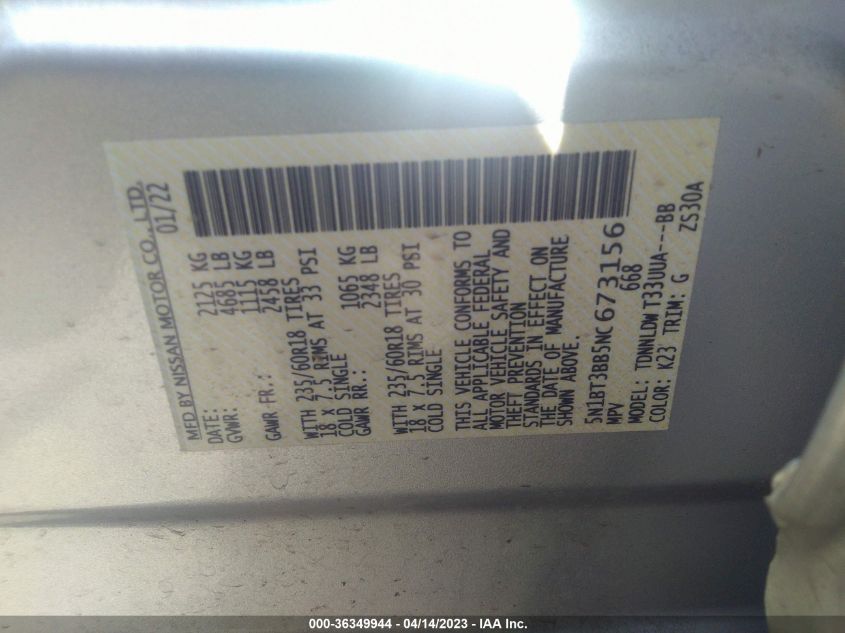 MFD BY NISSAN MOTOR CO., LTD.
DATE: 01/22
GVWR: 2125 KG
4685 LB
GAWR FR.: 1115 KG
2458 LB
WITH 235/60R18 TIRES
18 x 7.5 RIMS AT 33 PSI
COLD SINGLE
GAWR RR.: 1065 KG
2348 LB
WITH 235/60R18 TIRES
18 x 7.5 RIMS AT 30 PSI
COLD SINGLE
THIS VEHICLE CONFORMS TO
ALL APPLICABLE FEDERAL
MOTOR VEHICLE SAFETY AND
THEFT PREVENTION
STANDARDS IN EFFECT ON
THE DATE OF MANUFACTURE
SHOWN ABOVE.
5N1BT3BB5NC673156
MPV 668
MODEL: TDNNLDW T33UUA---BB
COLOR: K23 TRIM: G ZS30A
000-36349944 - 04/14/2023 - IAA Inc.